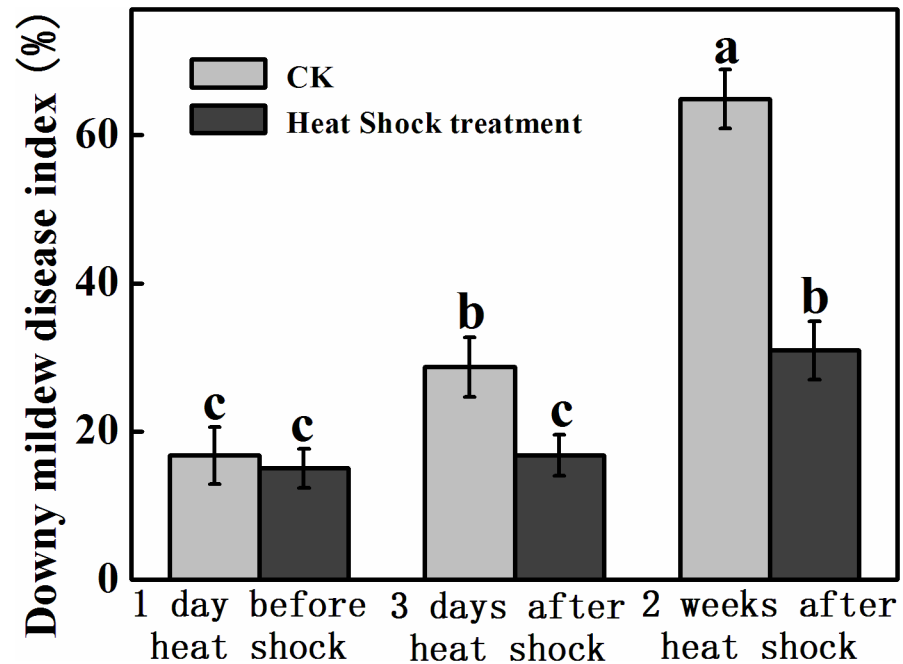 Downy mildew disease index (%)
60
40
20
0
CK
Heat Shock treatment
a
b
b
c
c
c
1 day before
heat shock
3 days after
heat shock
2 weeks after
heat shock